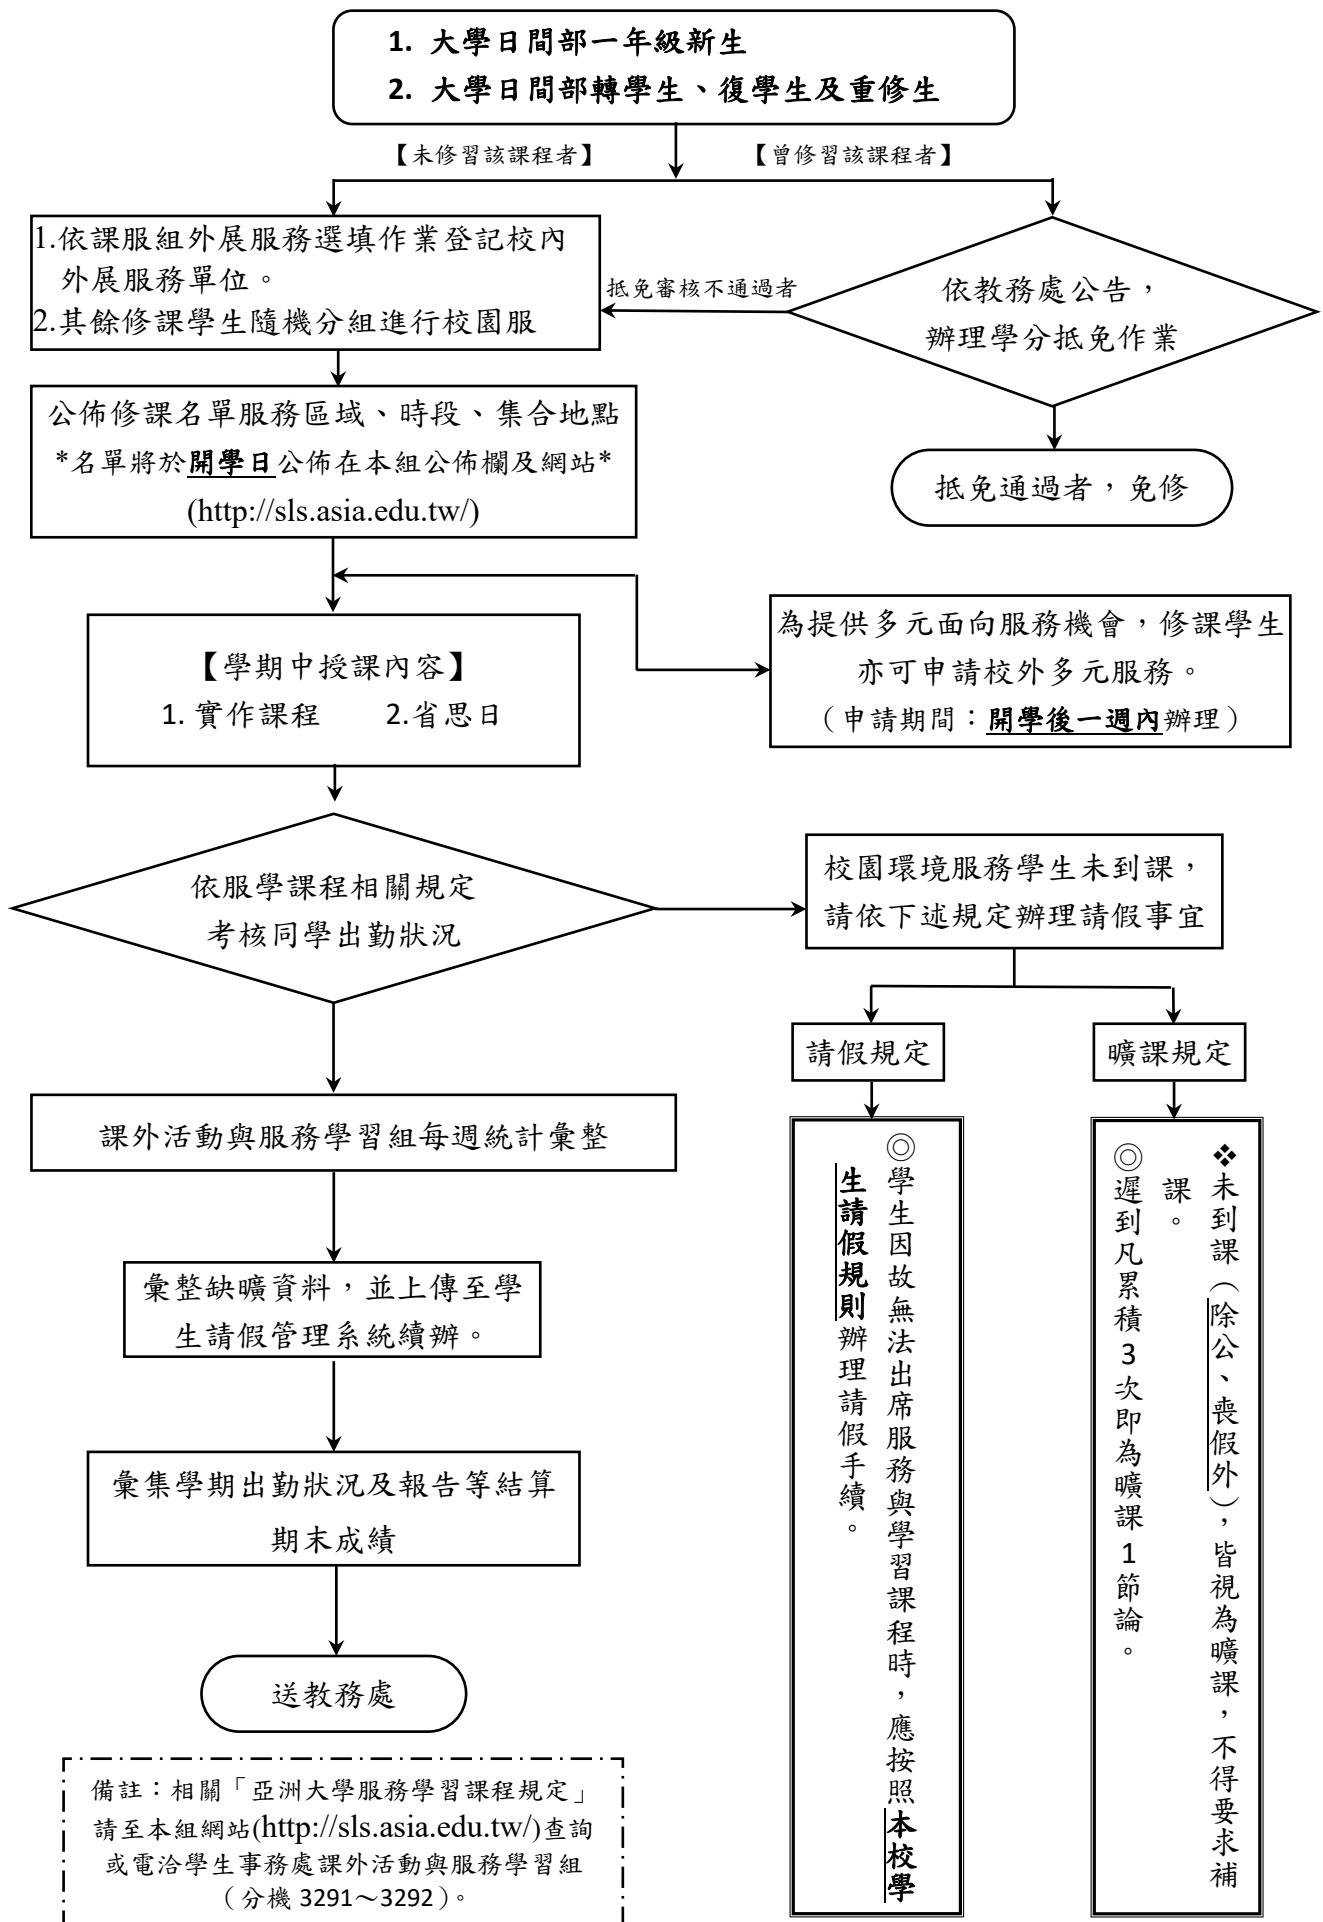 1. 大學日間部一年級新生
2. 大學日間部轉學生、復學生及重修生
【未修習該課程者】
【曾修習該課程者】
1.依課服組外展服務選填作業登記校內
外展服務單位。
2.其餘修課學生隨機分組進行校園服
抵免審核不通過者
依教務處公告，
辦理學分抵免作業
公佈修課名單服務區域、時段、集合地點
*名單將於開學日公佈在本組公佈欄及網站*
(http://sls.asia.edu.tw/)
抵免通過者，免修
為提供多元面向服務機會，修課學生
亦可申請校外多元服務。
（申請期間：開學後一週內辦理）
【學期中授課內容】
1. 實作課程 2.省思日
依服學課程相關規定
考核同學出勤狀況
校園環境服務學生未到課，
請依下述規定辦理請假事宜
請假規定
曠課規定
課外活動與服務學習組每週統計彙整
彙整缺曠資料，並上傳至學
生請假管理系統續辦。
彙集學期出勤狀況及報告等結算
期末成績
送教務處
◎學生因故無法出席服務與學習課程時，應按照本校學
生請假規則辦理請假手續。
❖未到課（除公、喪假外），皆視為曠課，不得要求補
課。
◎遲到凡累積3次即為曠課1節論。
備註：相關「亞洲大學服務學習課程規定」
請至本組網站(http://sls.asia.edu.tw/)查詢
或電洽學生事務處課外活動與服務學習組
（分機 3291～3292）。